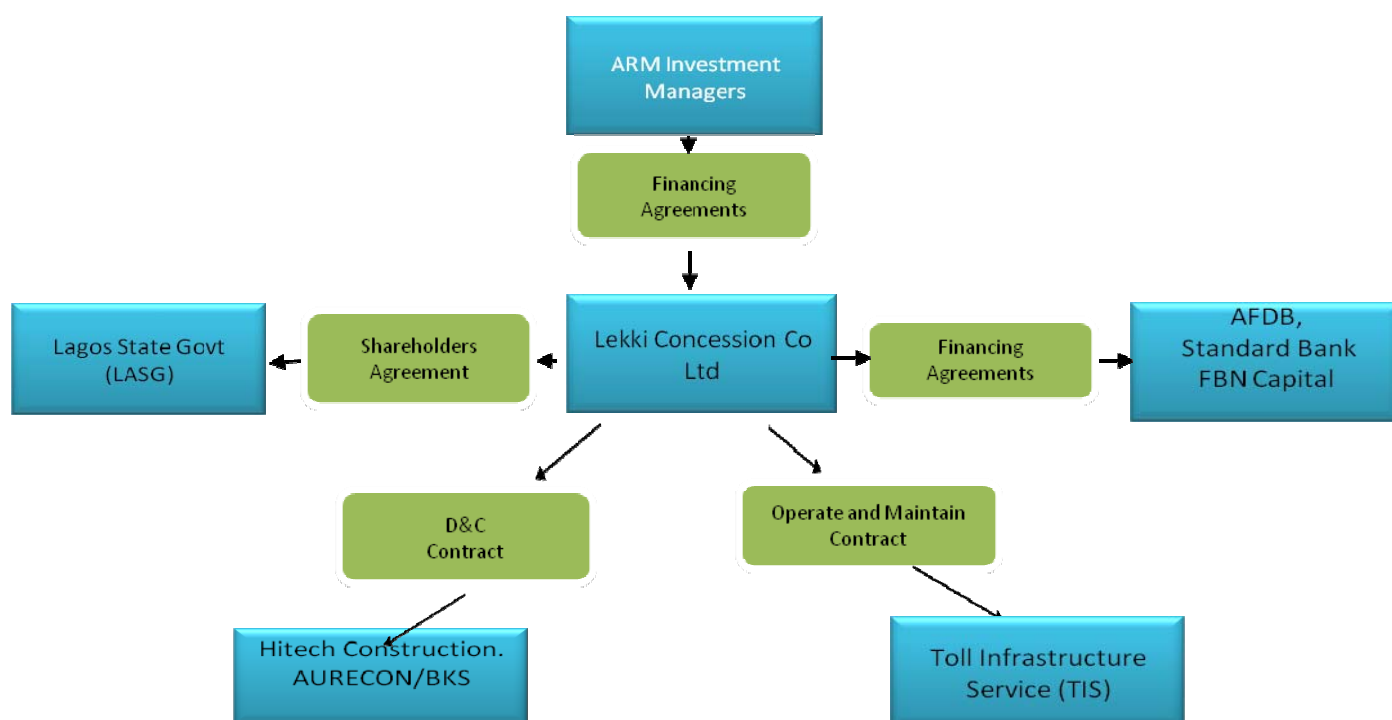 ARM Investment
Managers
Financing
Agreements
Lagos State Govt
(LASG)
Shareholders
Agreement
Lekki Concession Co
Ltd
Financing
Agreements
AFDB,
Standard Bank
FBN Capital
D&C
Contract
Operate and Maintain
Contract
Hitech Construction.
AURECON/BKS
Toll Infrastructure
Service (TIS)